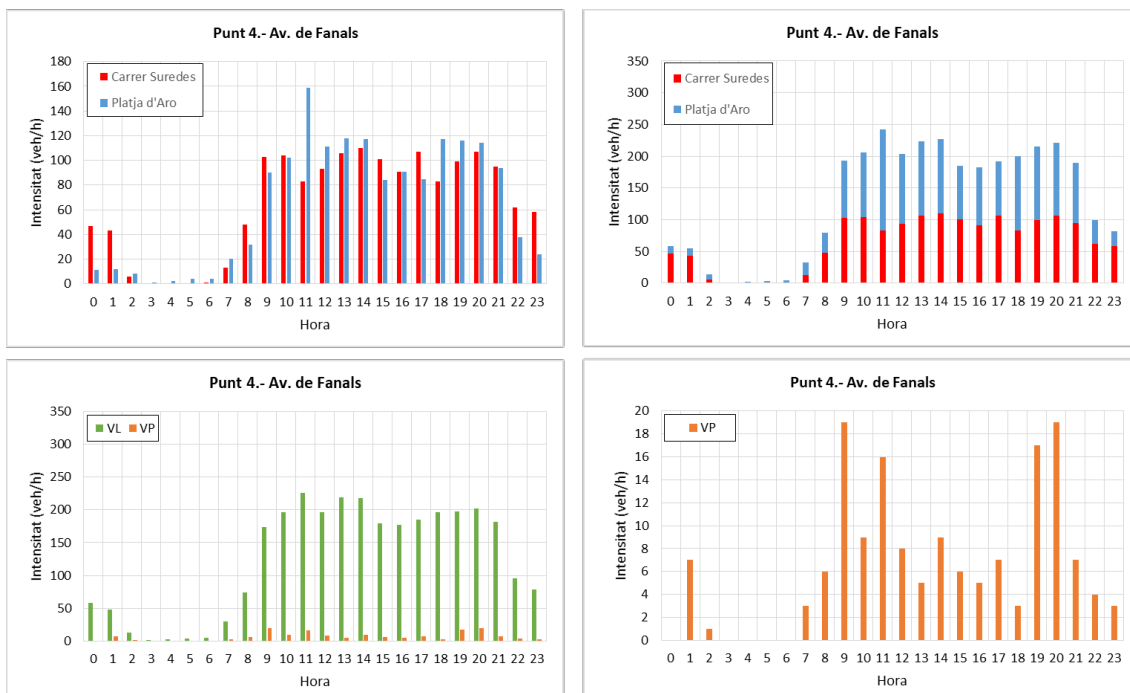 Punt 4.- Av. de Fanals
180
160
140
120
100
80
60
40
20
0
Intensitat (veh/h)
Carrer Suredes
Platja d'Aro
0 1 2 3 4 5 6 7 8 9 10 11 12 13 14 15 16 17 18 19 20 21 22 23
Hora
Punt 4.- Av. de Fanals
350
300
250
200
150
100
50
0
Intensitat (veh/h)
Carrer Suredes
Platja d'Aro
0 1 2 3 4 5 6 7 8 9 10 11 12 13 14 15 16 17 18 19 20 21 22 23
Hora
Punt 4.- Av. de Fanals
350
300
250
200
150
100
50
0
Intensitat (veh/h)
VL VP
0 1 2 3 4 5 6 7 8 9 10 11 12 13 14 15 16 17 18 19 20 21 22 23
Hora
Punt 4.- Av. de Fanals
20
18
16
14
12
10
8
6
4
2
0
Intensitat (veh/h)
VP
0 1 2 3 4 5 6 7 8 9 10 11 12 13 14 15 16 17 18 19 20 21 22 23
Hora